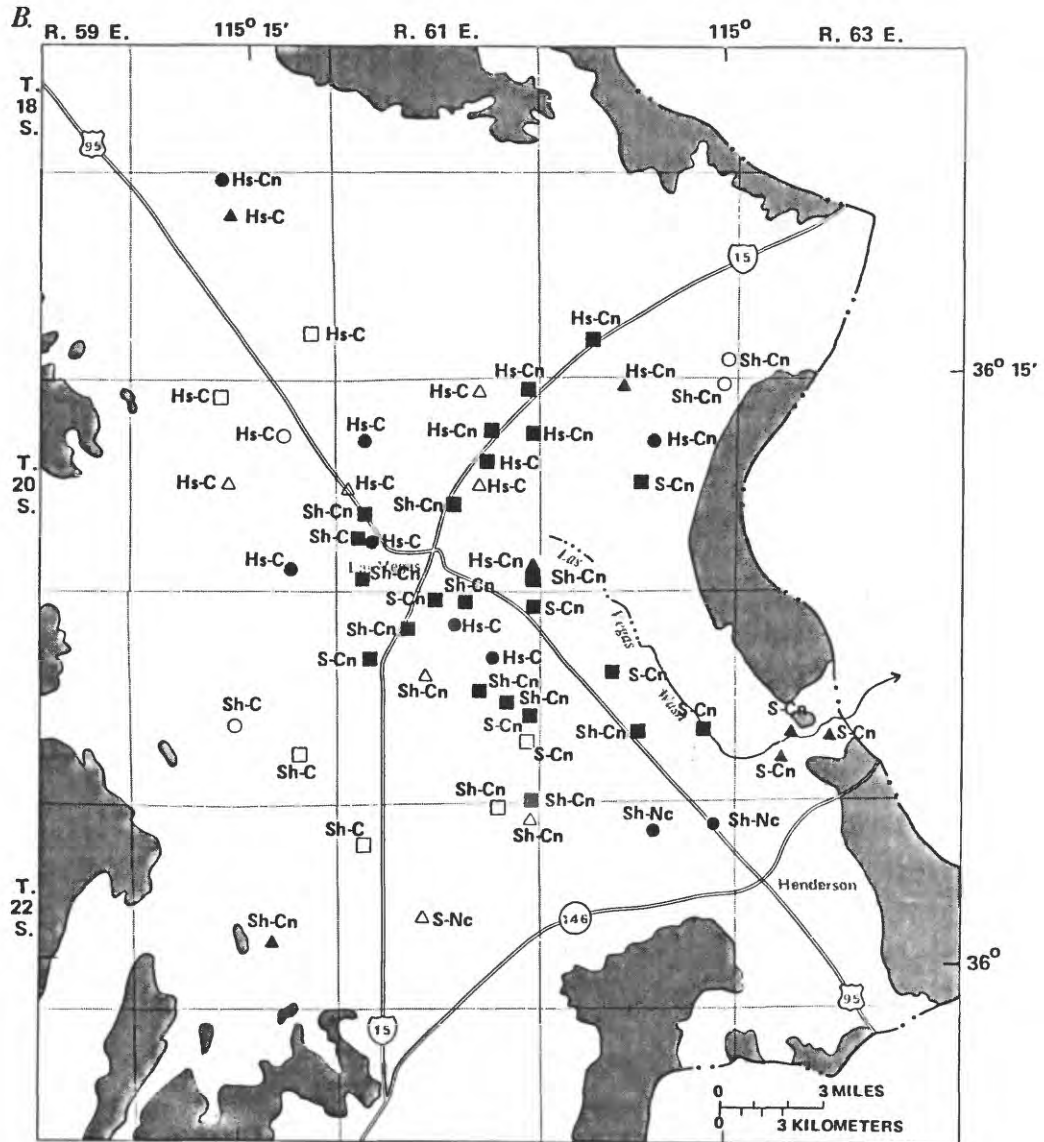 B.
R. 59 E. 115° 15' R. 61 E. 115° R. 63 E.
T. 18 S.
95
Hs-Cn
Hs-C
15
Hs-Cn
Hs-C
Sh-Cn
36° 15'
Hs-Cn
Hs-C
Hs-Cn
Sh-Cn
Hs-C
Hs-C
Hs-C
Hs-Cn
Hs-Cn
Hs-Cn
T. 20 S.
Hs-C
Hs-C
Hs-C
Hs-C
S-Cn
Sh-Cn
Sh-Cn
Sh-C
Hs-C
Las Vegas
Hs-C
Sh-Cn
Hs-Cn
Sh-Cn
Las
Vegas
Wash
S-Cn
Sh-Cn
S-Cn
Sh-Cn
Hs-C
S-Cn
Hs-C
S-Cn
Sh-Cn
Sh-Cn
Sh-Cn
S-Cn
Sh-C
S-Cn
Sh-Cn
S-Cn
S-Cn
S-Cn
S-Cn
Sh-C
Sh-Cn
Sh-Cn
Sh-Cn
Sh-Nc
Sh-Nc
Sh-C
Henderson
T. 22 S.
Sh-Cn
S-Nc
146
36°
95
15
0 3 MILES
0 3 KILOMETERS